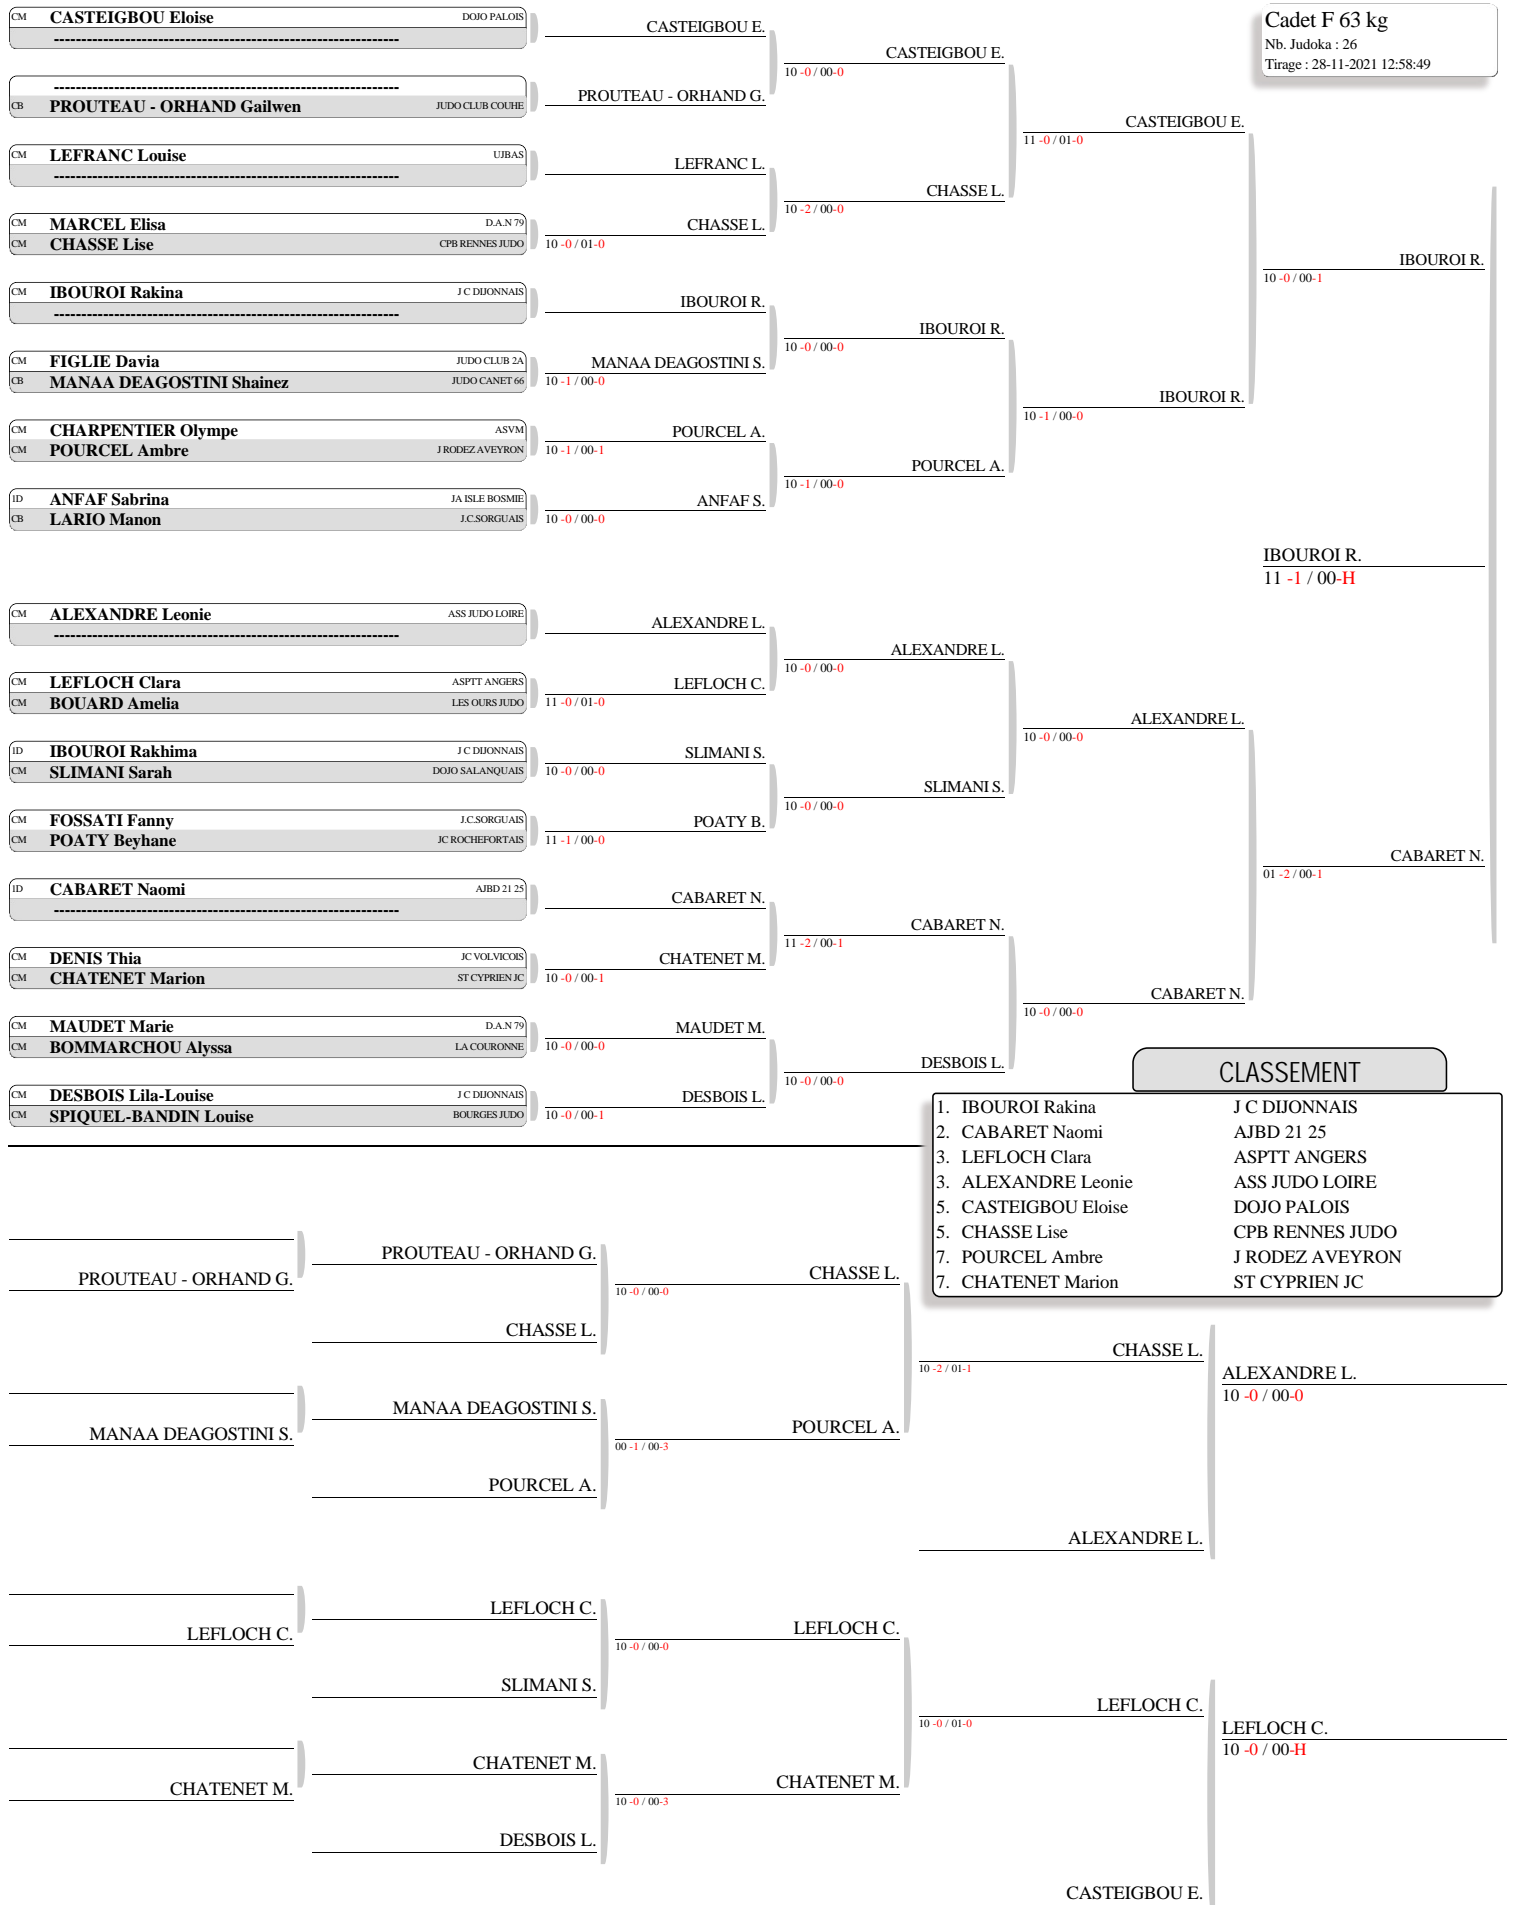 Cadet F 63 kg
Nb. Judoka : 26
Tirage : 28-11-2021 12:58:49
CM CASTEIGBOU Eloise DOJO PALOIS
----------------------------------------------------------------
----------------------------------------------------------------
CB PROUTEAU - ORHAND Gailwen JUDO CLUB COUHE
CM LEFRANC Louise UJBAS
----------------------------------------------------------------
CM MARCEL Elisa D.A.N 79
CM CHASSE Lise CPB RENNES JUDO
CM IBOUROI Rakina J C DIJONNAIS
----------------------------------------------------------------
CM FIGLIE Davia JUDO CLUB 2A
CB MANAA DEAGOSTINI Shainez JUDO CANET 66
CM CHARPENTIER Olympe ASVM
CM POURCEL Ambre J RODEZ AVEYRON
1D ANFAF Sabrina JA ISLE BOSMIE
CB LARIO Manon J.C.SORGUAIS
CM ALEXANDRE Leonie ASS JUDO LOIRE
----------------------------------------------------------------
CM LEFLOCH Clara ASPTT ANGERS
CM BOUARD Amelia LES OURS JUDO
1D IBOUROI Rakhima J C DIJONNAIS
CM SLIMANI Sarah DOJO SALANQUAIS
CM FOSSATI Fanny J.C.SORGUAIS
CM POATY Beyhane JC ROCHEFORTAIS
1D CABARET Naomi AJBD 21 25
----------------------------------------------------------------
CM DENIS Thia JC VOLVICOIS
CM CHATENET Marion ST CYPRIEN JC
CM MAUDET Marie D.A.N 79
CM BOMMARCHOU Alyssa LA COURONNE
CM DESBOIS Lila-Louise J C DIJONNAIS
CM SPIQUEL-BANDIN Louise BOURGES JUDO
CASTEIGBOU E.
PROUTEAU - ORHAND G.
LEFRANC L.
CHASSE L.
10 -0 / 01-0
IBOUROI R.
MANAA DEAGOSTINI S.
10 -1 / 00-0
POURCEL A.
10 -1 / 00-1
ANFAF S.
10 -0 / 00-0
ALEXANDRE L.
LEFLOCH C.
11 -0 / 01-0
SLIMANI S.
10 -0 / 00-0
POATY B.
11 -1 / 00-0
CABARET N.
CHATENET M.
10 -0 / 00-1
MAUDET M.
10 -0 / 00-0
DESBOIS L.
10 -0 / 00-1
CASTEIGBOU E.
10 -0 / 00-0
CHASSE L.
10 -2 / 00-0
IBOUROI R.
10 -0 / 00-0
POURCEL A.
10 -1 / 00-0
ALEXANDRE L.
10 -0 / 00-0
SLIMANI S.
10 -0 / 00-0
CABARET N.
11 -2 / 00-1
DESBOIS L.
10 -0 / 00-0
CASTEIGBOU E.
11 -0 / 01-0
IBOUROI R.
10 -1 / 00-0
ALEXANDRE L.
10 -0 / 00-0
CABARET N.
10 -0 / 00-0
IBOUROI R.
10 -0 / 00-1
CABARET N.
01 -2 / 00-1
IBOUROI R.
11 -1 / 00-H
CLASSEMENT
1. IBOUROI Rakina J C DIJONNAIS
2. CABARET Naomi AJBD 21 25
3. LEFLOCH Clara ASPTT ANGERS
3. ALEXANDRE Leonie ASS JUDO LOIRE
5. CASTEIGBOU Eloise DOJO PALOIS
5. CHASSE Lise CPB RENNES JUDO
7. POURCEL Ambre J RODEZ AVEYRON
7. CHATENET Marion ST CYPRIEN JC
PROUTEAU - ORHAND G.
MANAA DEAGOSTINI S.
LEFLOCH C.
CHATENET M.
PROUTEAU - ORHAND G.
CHASSE L.
MANAA DEAGOSTINI S.
POURCEL A.
LEFLOCH C.
SLIMANI S.
CHATENET M.
DESBOIS L.
CHASSE L.
10 -0 / 00-0
POURCEL A.
00 -1 / 00-3
LEFLOCH C.
10 -0 / 00-0
CHATENET M.
10 -0 / 00-3
CHASSE L.
10 -2 / 01-1
ALEXANDRE L.
LEFLOCH C.
10 -0 / 01-0
CASTEIGBOU E.
ALEXANDRE L.
10 -0 / 00-0
LEFLOCH C.
10 -0 / 00-H